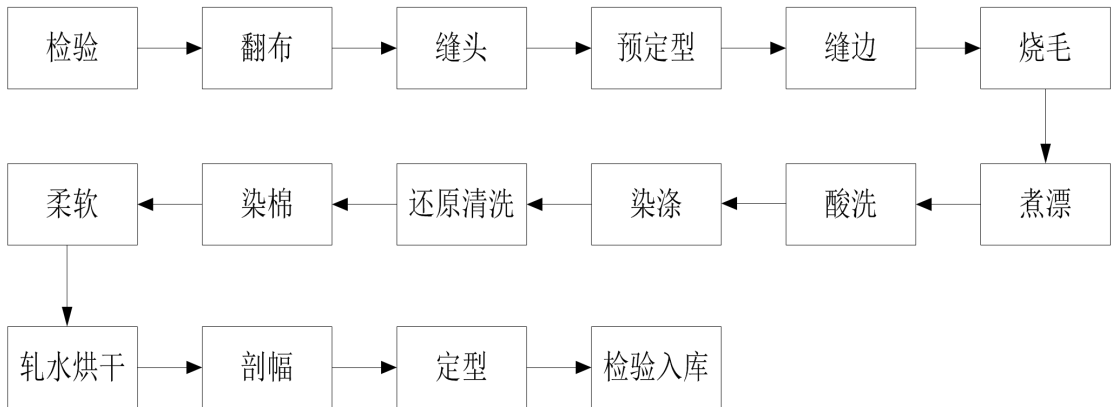 检验
翻布
缝头
预定型
缝边
烧毛
煮漂
酸洗
染涤
还原清洗
染棉
柔软
轧水烘干
剖幅
定型
检验入库